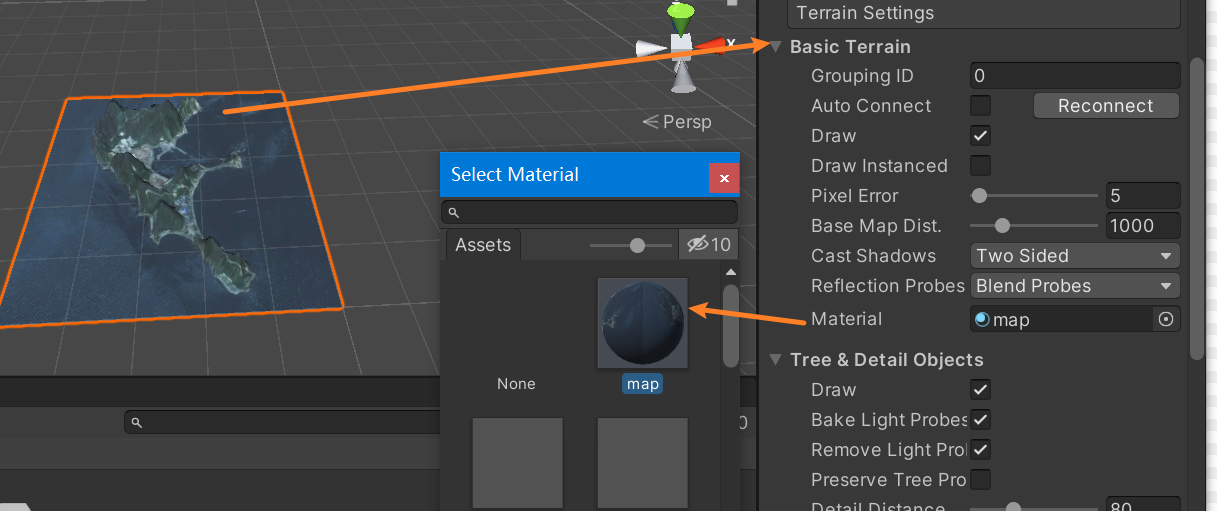 Terrain Settings
Basic Terrain
Grouping ID 0
Auto Connect Reconnect
Draw
Draw Instanced
Pixel Error 5
Base Map Dist. 1000
Cast Shadows Two Sided
Reflection Probes Blend Probes
Material map
Tree & Detail Objects
Draw
Bake Light Probes
Remove Light Pro
Preserve Tree Pro
Detail Distance 80
x
Persp
Select Material
x
Assets 10
None map
0